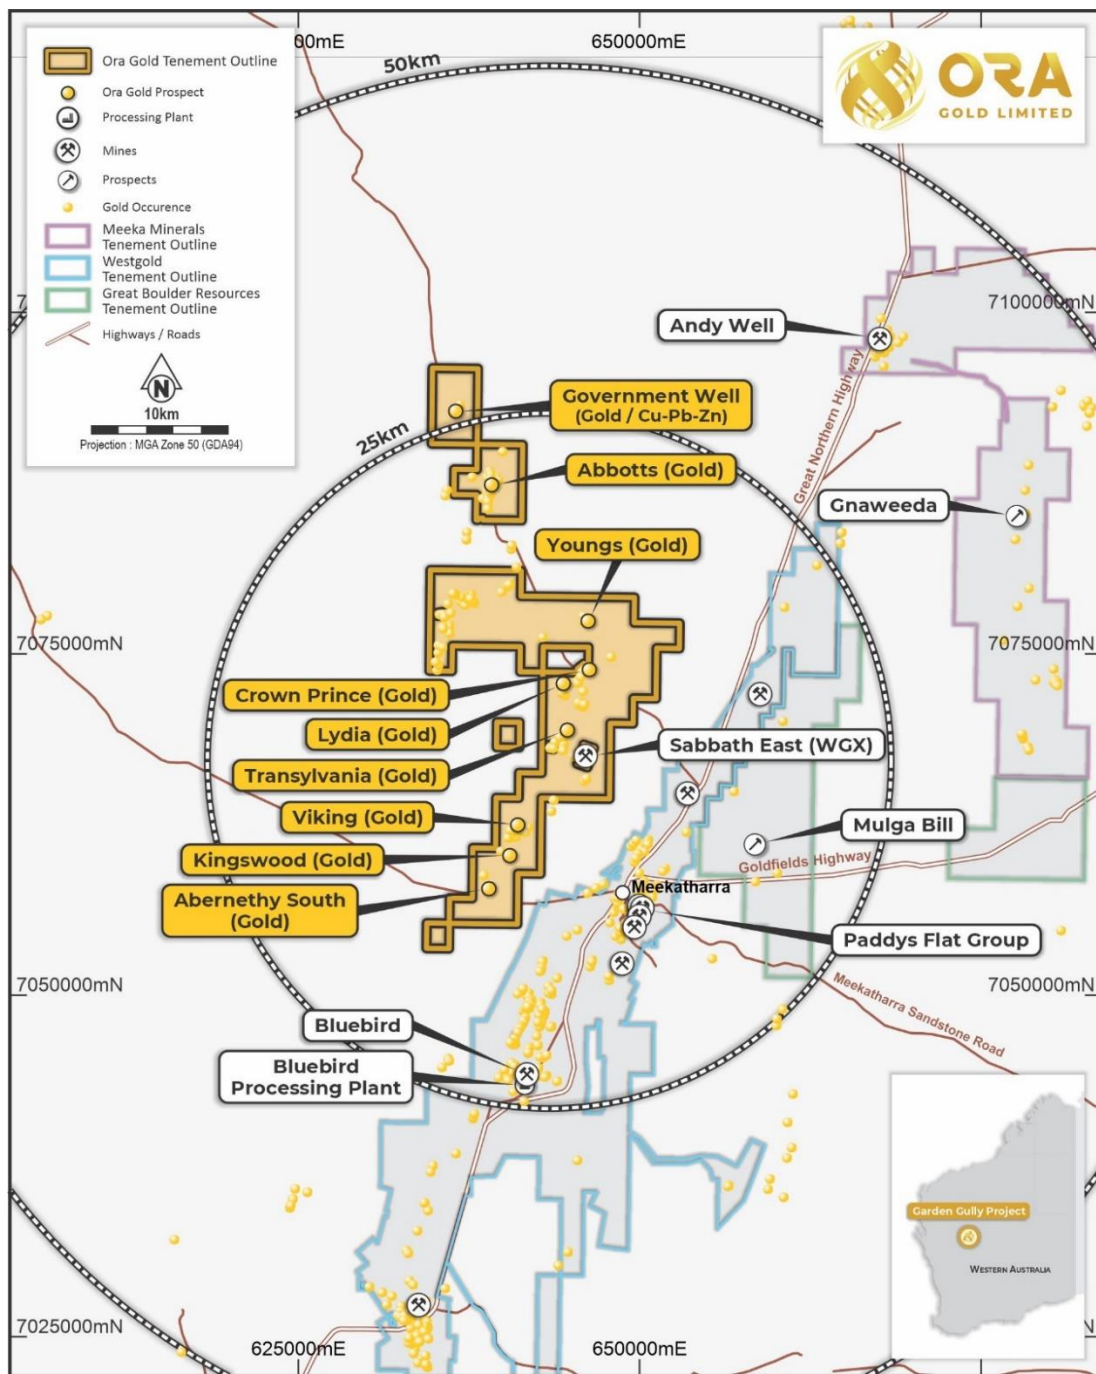 00mE
650000mE
50km
ORA
GOLD LIMITED
Ora Gold Tenement Outline
Ora Gold Prospect
Processing Plant
Mines
Prospects
Gold Occurence
Meeka Minerals
Tenement Outline
Westgold
Tenement Outline
Great Boulder Resources
Tenement Outline
Highways / Roads
N
10km
Projection : MGA Zone 50 (GDA94)
7100000mN
Andy Well
Great Northern Highway
Government Well
(Gold / Cu-Pb-Zn)
25km
Abbotts (Gold)
Gnaweeda
Youngs (Gold)
7075000mN
7075000mN
Crown Prince (Gold)
Lydia (Gold)
Sabbath East (WGX)
Transylvania (Gold)
Viking (Gold)
Mulga Bill
Kingswood (Gold)
Goldfields Highway
Meekatharra
Abernethy South
(Gold)
Paddys Flat Group
7050000mN
7050000mN
Meekatharra Sandstone Road
Bluebird
Bluebird
Processing Plant
Garden Gully Project
WESTERN AUSTRALIA
7025000mN
625000mE
650000mE